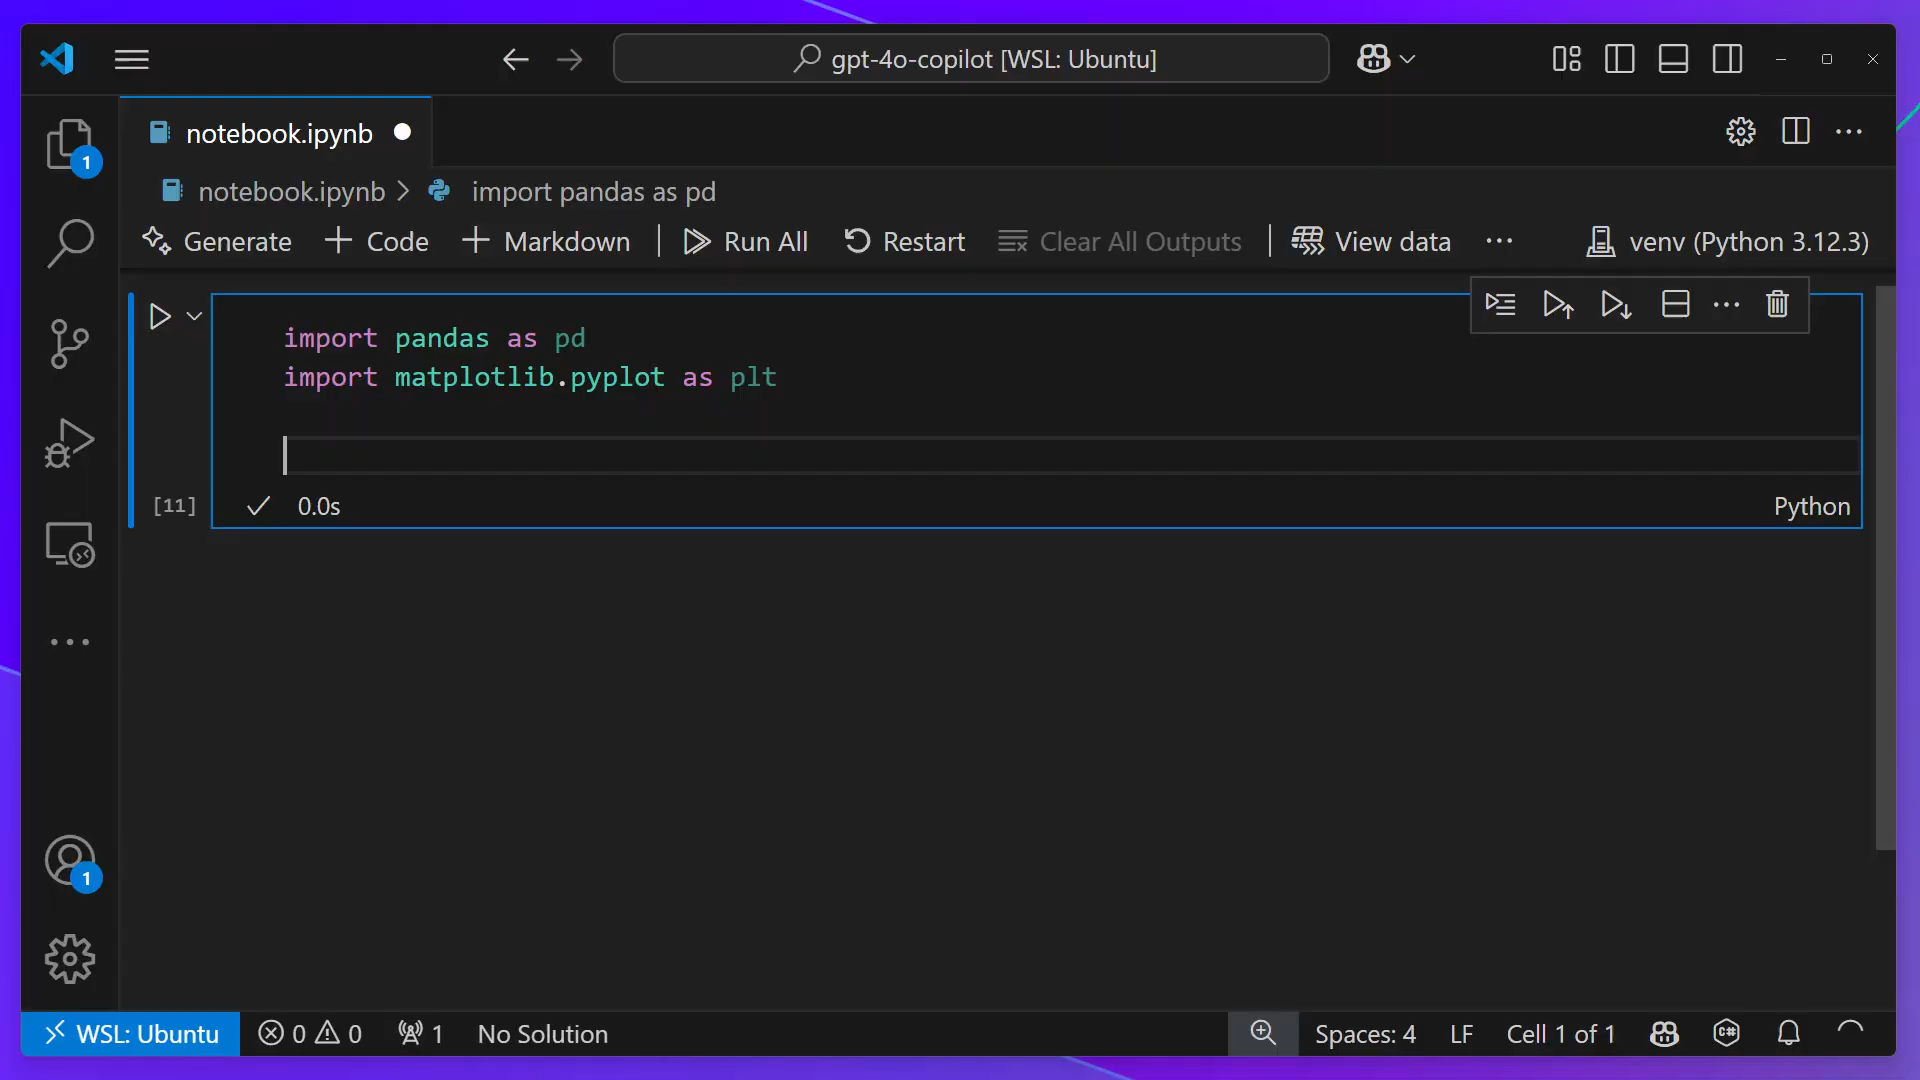 gpt-4o-copilot [WSL: Ubuntu]
notebook.ipynb
1
notebook.ipynb > import pandas as pd
Generate + Code + Markdown | Run All Restart Clear All Outputs | View data ... venv (Python 3.12.3)
import pandas as pd
import matplotlib.pyplot as plt
[11] 0.0s Python
1
WSL: Ubuntu 0 0 1 No Solution Spaces: 4 LF Cell 1 of 1